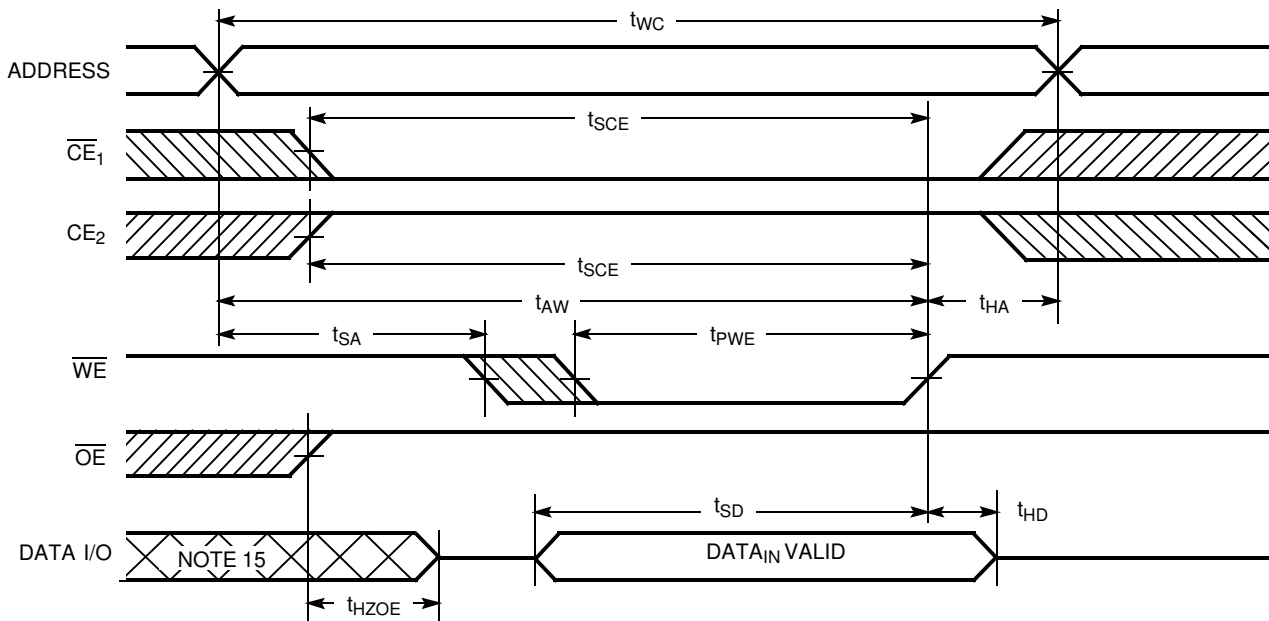 tWC
ADDRESS
tSCE
CE1
CE2
tSCE
tAW
tHA
tSA
tPWE
WE
OE
tSD
tHD
DATA I/O
NOTE 15
DATAIN VALID
tHZOE